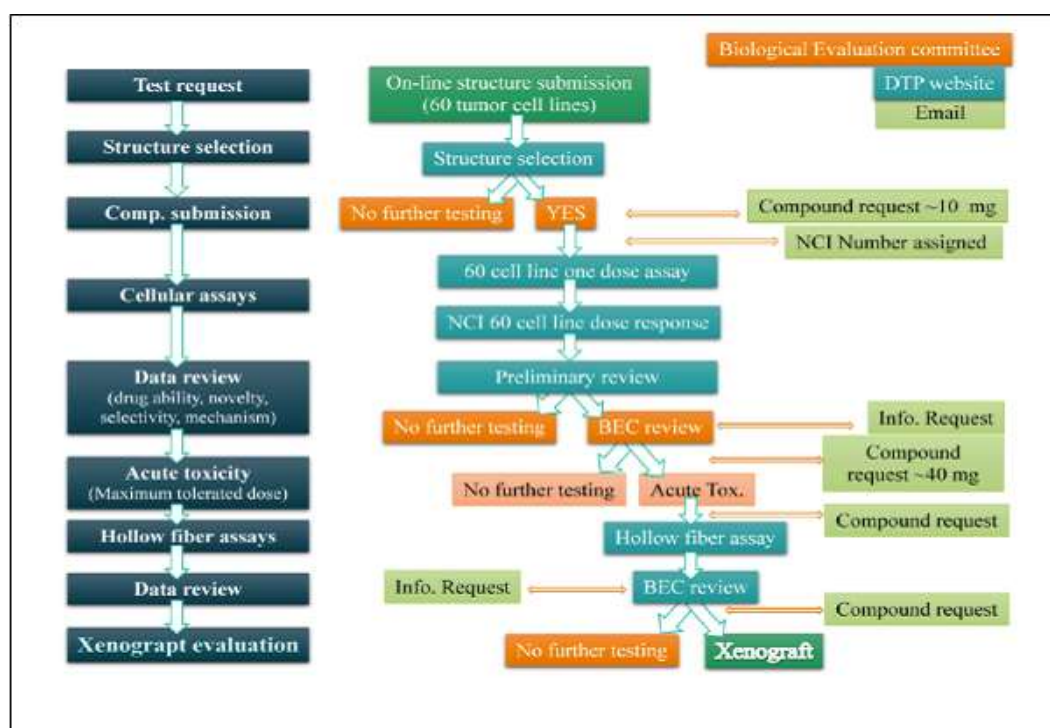 Test request
Structure selection
Comp. submission
Cellular assays
Data review
(drug ability, novelty,
selectivity, mechanism)
Acute toxicity
(Maximum tolerated dose)
Hollow fiber assays
Data review
Xenograpt evaluation
Biological Evaluation committee
DTP website
Email
On-line structure submission
(60 tumor cell lines)
Structure selection
No further testing
YES
Compound request ~10 mg
NCI Number assigned
60 cell line one dose assay
NCI 60 cell line dose response
Preliminary review
No further testing
BEC review
Info. Request
Compound
request ~40 mg
No further testing
Acute Tox.
Compound request
Hollow fiber assay
Info. Request
BEC review
Compound request
No further testing
Xenograft